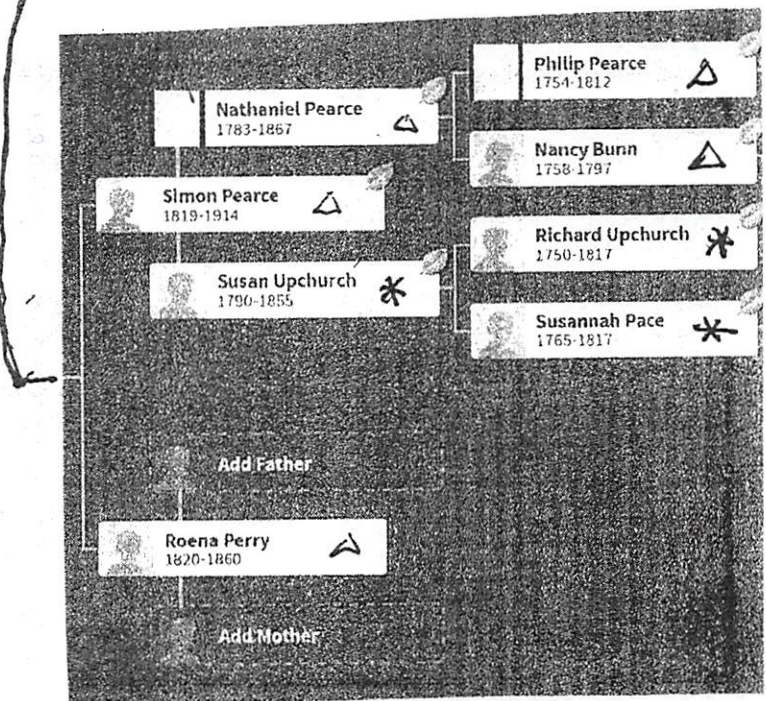 Philip Pearce
1754-1812
Nathaniel Pearce
1783-1867
Nancy Bunn
1758-1797
Simon Pearce
1819-1914
Richard Upchurch
1750-1817
Susan Upchurch
1790-1855
Susannah Pace
1765-1817
Add Father
Roena Perry
1820-1860
Add Mother